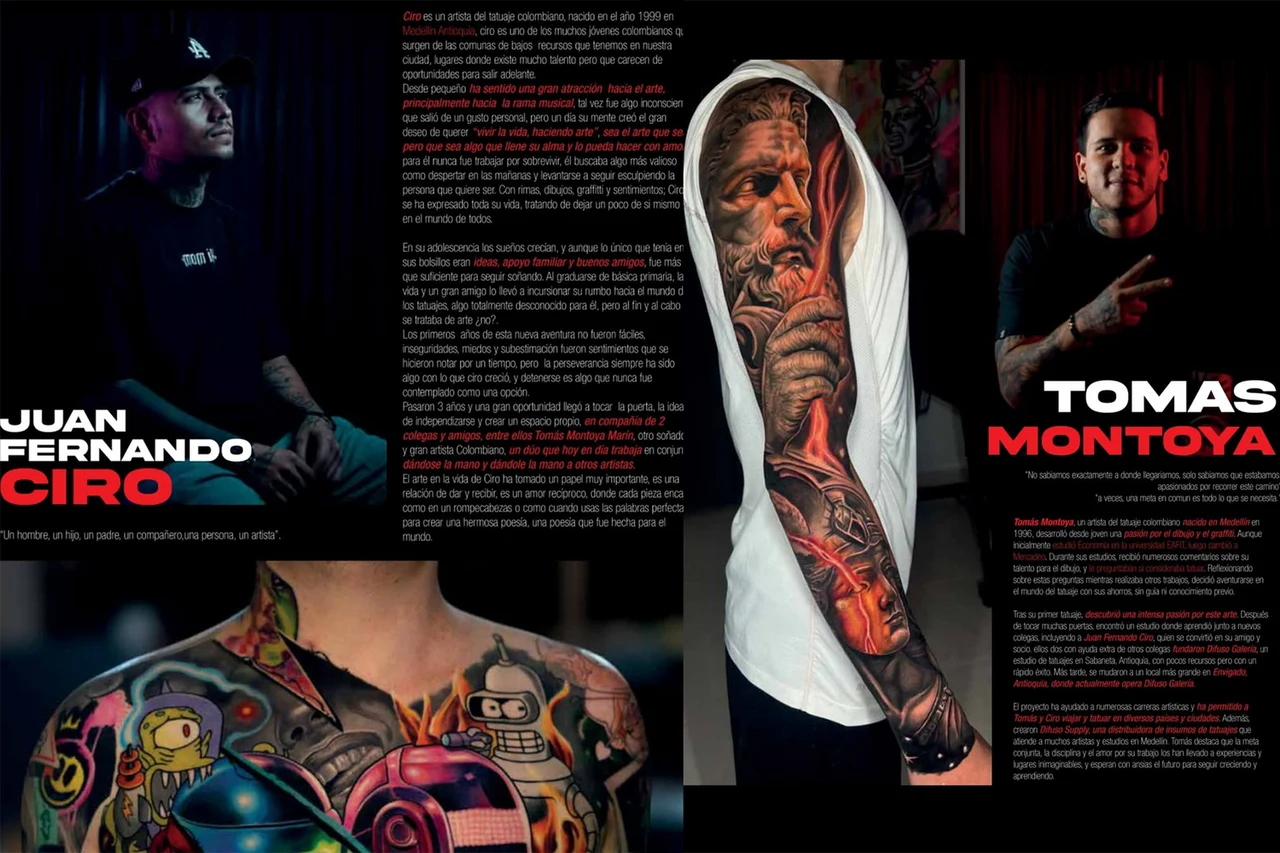 JUAN
FERNANDO
CIRO
"Un hombre, un hijo, un padre, un compañero,una persona, un artista".
Ciro es un artista del tatuaje colombiano, nacido en el año 1999 en
Medellín Antioquia, ciro es uno de los muchos jóvenes colombianos
surgen de las comunas de bajos recursos que tenemos en nuestra
ciudad, lugares donde existe mucho talento pero que carecen de
oportunidades para salir adelante.
Desde pequeño ha sentido una gran atracción hacia el arte,
principalmente hacia la rama musical, tal vez fue algo
que salió de un gusto personal, pero un día su mente creó el gran
deseo de querer "vivir la vida, haciendo arte", sea el arte que
pero que sea algo que llene su alma y lo pueda hacer con
para él nunca fue trabajar por sobrevivir, él buscaba algo más valioso
como despertar en las mañanas y levantarse a seguir esculpiendo la
persona que quiere ser. Con rimas, dibujos, graffitti y sentimientos; Ciro
se ha expresado toda su vida, tratando de dejar un poco de si mismo
en el mundo de todos.
En su adolescencia los sueños crecían, y aunque lo único que tenía en
sus bolsillos eran ideas, apoyo familiar y buenos amigos, fue más
que suficiente para seguir soñando. Al graduarse de básica primaria, la
vida y un gran amigo lo llevó a incursionar su rumbo hacia el mundo
los tatuajes, algo totalmente desconocido para él, pero al fin y al cabo
se trataba de arte ¿no?.
Los primeros años de esta nueva aventura no fueron fáciles,
inseguridades, miedos y subestimación fueron sentimientos que se
hicieron notar por un tiempo, pero la perseverancia siempre ha sido
algo con lo que ciro creció, y detenerse es algo que nunca fue
contemplado como una opción.
Pasaron 3 años y una gran oportunidad llegó a tocar la puerta, la idea
de independizarse y crear un espacio propio, en compañía de 2
colegas y amigos, entre ellos Tomás Montoya Marín, otro
y gran artista Colombiano, un dúo que hoy en día trabaja en
dándose la mano y dándole la mano a otros artistas.
El arte en la vida de Ciro ha tomado un papel muy importante, es una
relación de dar y recibir, es un amor recíproco, donde cada pieza
como en un rompecabezas o como cuando usas las palabras
para crear una hermosa poesía, una poesía que fue hecha para el
mundo.
TOMAS
MONTOYA
"No sabíamos exactamente a donde llegaríamos, solo sabíamos que estábamos
apasionados por recorrer este camino"
"a veces, una meta en comun es todo lo que se necesita."
Tomás Montoya, un artista del tatuaje colombiano nacido en Medellín en
1996, desarrolló desde joven una pasión por el dibujo y el graffiti. Aunque
inicialmente estudió Economía en la universidad EAFIT, luego cambió a
Mercadeo. Durante sus estudios, recibió numerosos comentarios sobre su
talento para el dibujo, y le preguntaban si consideraba tatuar. Reflexionando
sobre estas preguntas mientras realizaba otros trabajos, decidió aventurarse en
el mundo del tatuaje con sus ahorros, sin guía ni conocimiento previo.
Tras su primer tatuaje, descubrió una intensa pasión por este arte. Después
de tocar muchas puertas, encontró un estudio donde aprendió junto a nuevos
colegas, incluyendo a Juan Fernando Ciro, quien se convirtió en su amigo y
socio. ellos dos con ayuda extra de otros colegas fundaron Difuso Galería, un
estudio de tatuajes en Sabaneta, Antioquia, con pocos recursos pero con un
rápido éxito. Más tarde, se mudaron a un local más grande en Envigado,
Antioquia, donde actualmente opera Difuso Galería.
El proyecto ha ayudado a numerosas carreras artísticas y ha permitido a
Tomás y Ciro viajar y tatuar en diversos países y ciudades. Además,
crearon Difuso Supply, una distribuidora de insumos de tatuajes que
atiende a muchos artistas y estudios en Medellín. Tomás destaca que la meta
conjunta, la disciplina y el amor por su trabajo los han llevado a experiencias y
lugares inimaginables, y esperan con ansias el futuro para seguir creciendo y
aprendiendo.